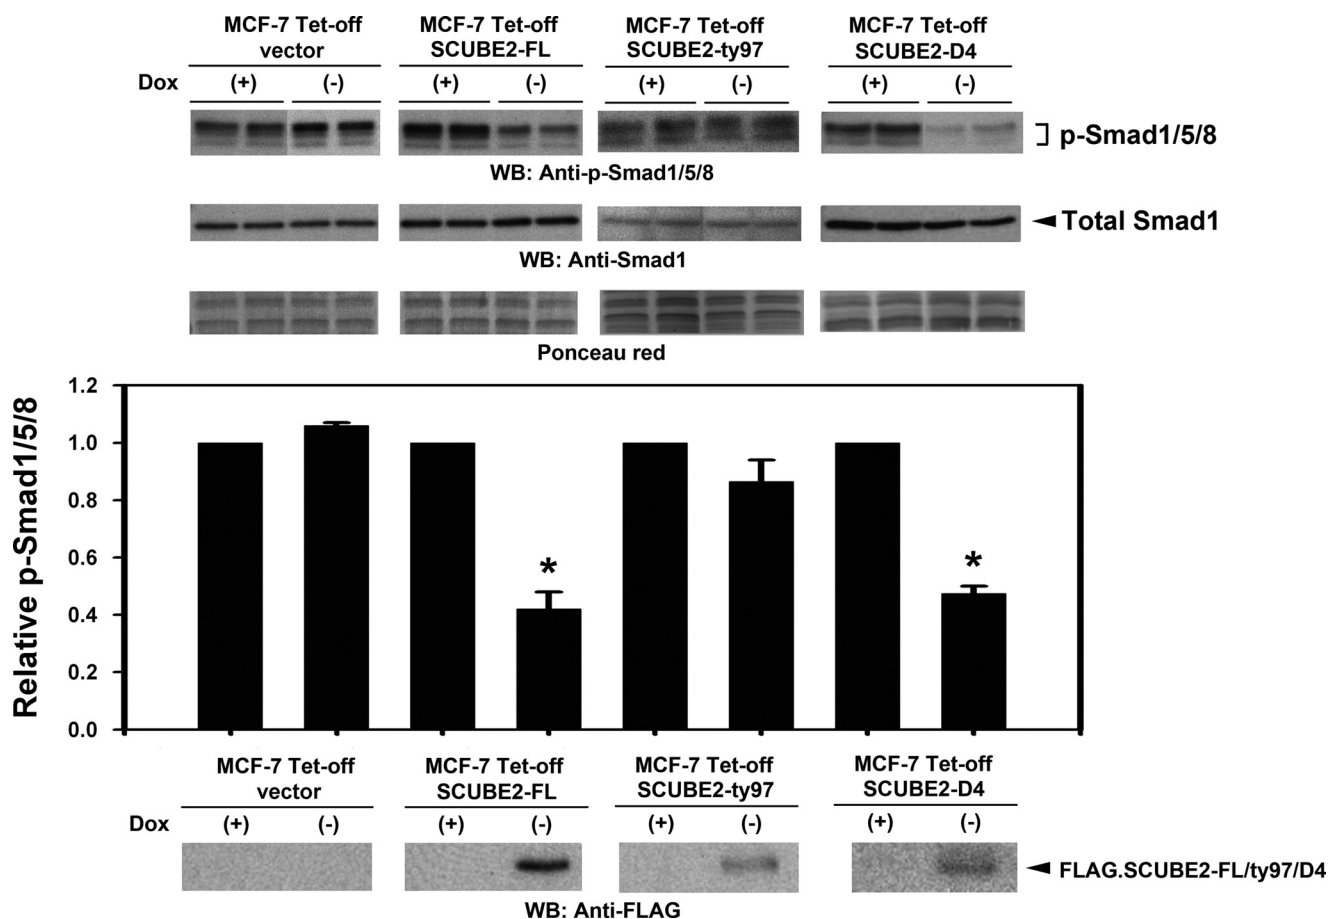 MCF-7 Tet-off
vector
MCF-7 Tet-off
SCUBE2-FL
MCF-7 Tet-off
SCUBE2-ty97
MCF-7 Tet-off
SCUBE2-D4
Dox (+) (-) (+) (-) (+) (-) (+) (-)
p-Smad1/5/8
WB: Anti-p-Smad1/5/8
Total Smad1
WB: Anti-Smad1
Ponceau red
Relative p-Smad1/5/8
1.2
1.0
0.8
0.6
0.4
0.2
0.0
*
*
MCF-7 Tet-off
vector
MCF-7 Tet-off
SCUBE2-FL
MCF-7 Tet-off
SCUBE2-ty97
MCF-7 Tet-off
SCUBE2-D4
Dox (+) (-) (+) (-) (+) (-) (+) (-)
FLAG.SCUBE2-FL/ty97/D4
WB: Anti-FLAG